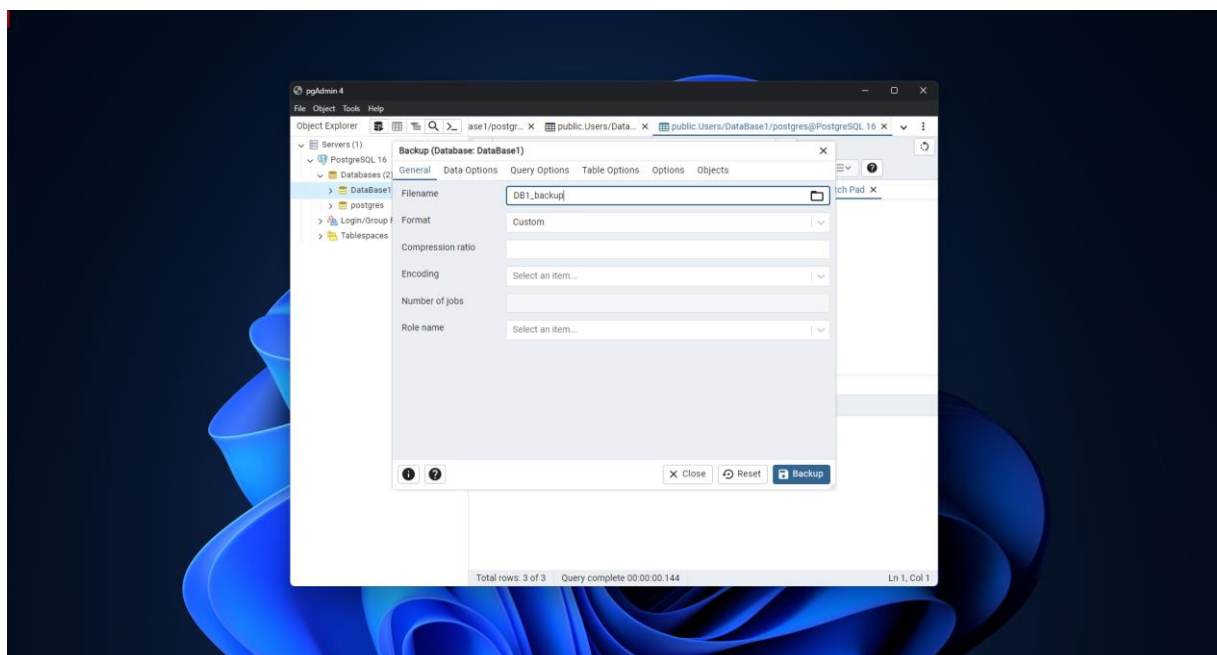 pgAdmin 4
File Object Tools Help
Object Explorer ase1/postgr... public.Users/Data... public.Users/DataBase1/postgres@PostgreSQL 16
Servers (1)
PostgreSQL 16
Databases (2)
DataBase1
postgres
Login/Group
Tablespaces
Backup (Database: DataBase1)
General Data Options Query Options Table Options Options Objects
tch Pad
Filename DB1_backup
Format Custom
Compression ratio
Encoding Select an item...
Number of jobs
Role name Select an item...
Close Reset Backup
Total rows: 3 of 3 Query complete 00:00:00.144 Ln 1, Col 1